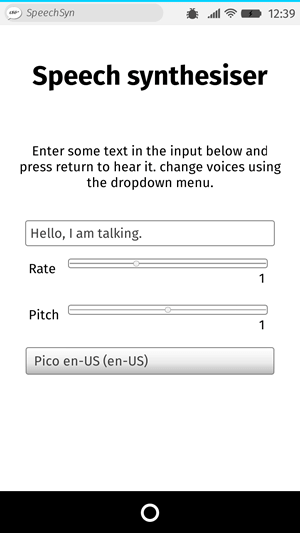 SpeechSyn 12:39
Speech synthesiser
Enter some text in the input below and
press return to hear it. change voices using
the dropdown menu.
Hello, I am talking.
Rate
1
Pitch
1
Pico en-US (en-US)